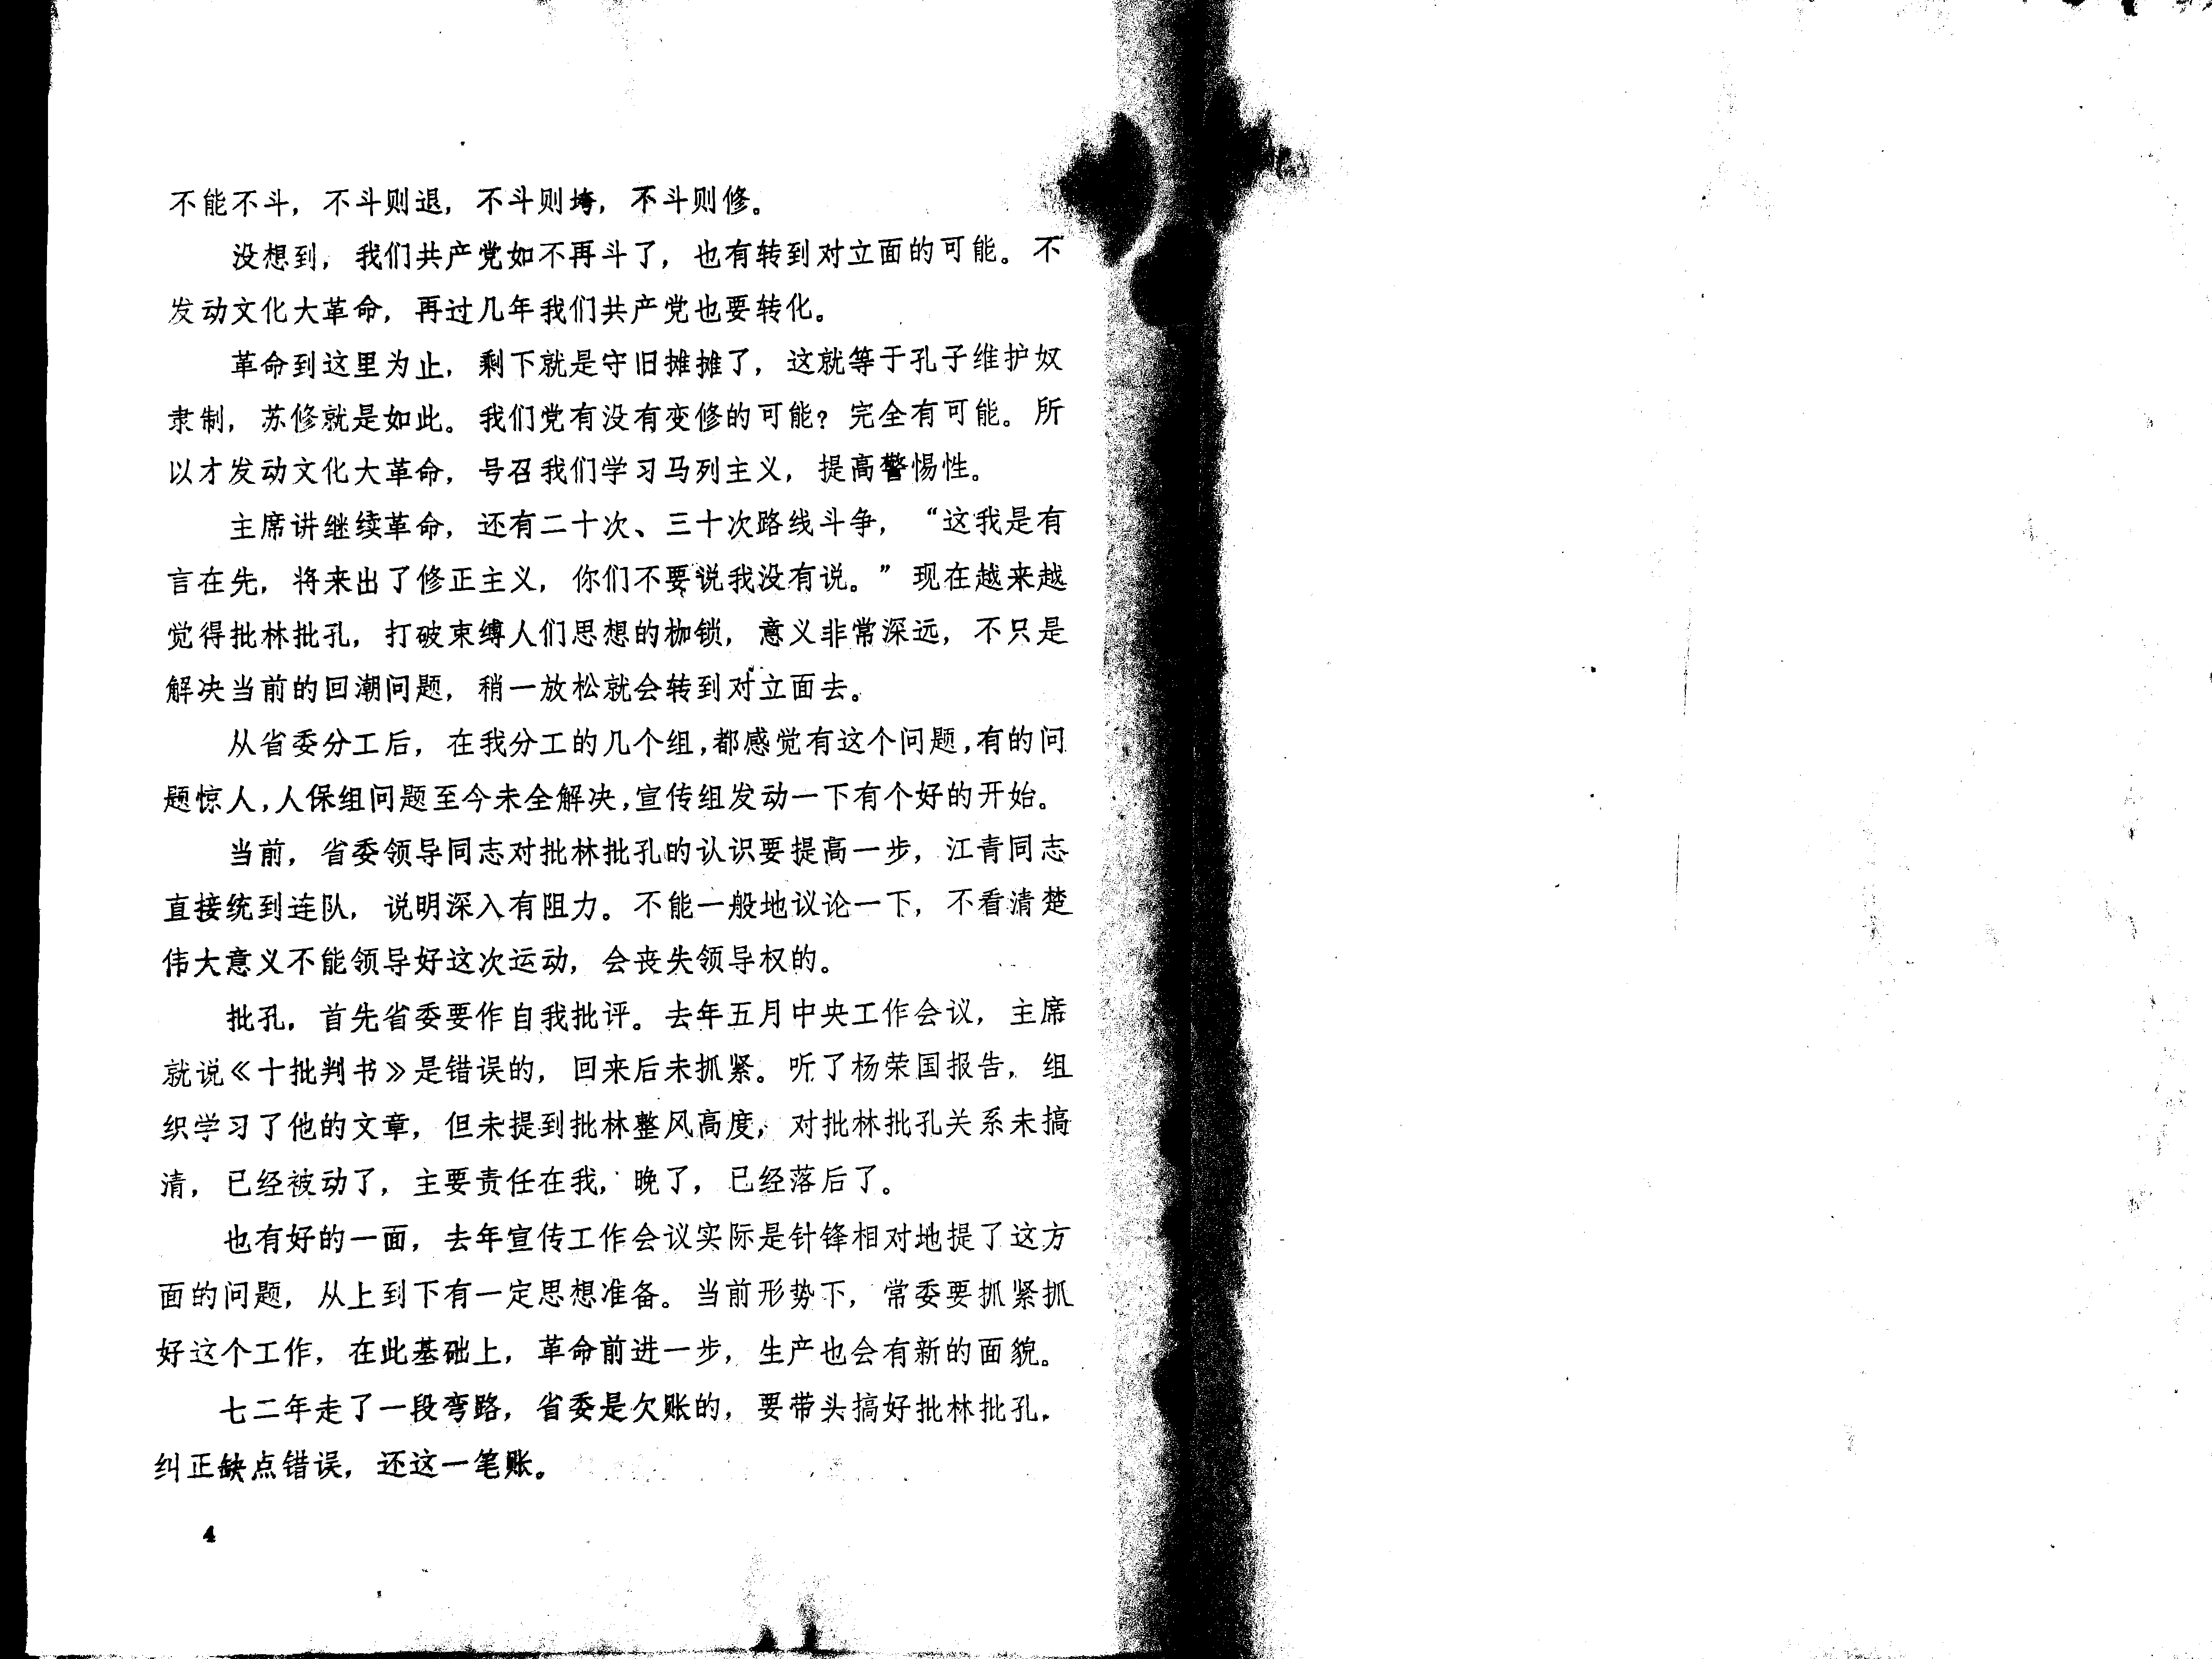 不能不斗，不斗则退，不斗则垮，不斗则修。
没想到，我们共产党如不再斗了，也有转到对立面的可能。不
发动文化大革命，再过几年我们共产党也要转化。
革命到这里为止，剩下就是守旧摊摊了，这就等于孔子维护奴
隶制，苏修就是如此。我们党有没有变修的可能？完全有可能。所
以才发动文化大革命，号召我们学习马列主义，提高警惕性。
主席讲继续革命，还有二十次、三十次路线斗争，“这我是有
言在先，将来出了修正主义，你们不要说我没有说。”现在越来越
觉得批林批孔，打破束缚人们思想的枷锁，意义非常深远，不只是
解决当前的回潮问题，稍一放松就会转到对立面去。
从省委分工后，在我分工的几个组，都感觉有这个问题，有的问
题惊人，人保组问题至今未全解决，宣传组发动一下有个好的开始。
当前，省委领导同志对批林批孔的认识要提高一步，江青同志
直接统到连队，说明深入有阻力。不能一般地议论一下，不看清楚
伟大意义不能领导好这次运动，会丧失领导权的。
批孔，首先省委要作自我批评。去年五月中央工作会议，主席
就说《十批判书》是错误的，回来后未抓紧。听了杨荣国报告，组
织学习了他的文章，但未提到批林整风高度，对批林批孔关系未搞
清，已经被动了，主要责任在我，晚了，已经落后了。
也有好的一面，去年宣传工作会议实际是针锋相对地提了这方
面的问题，从上到下有一定思想准备。当前形势下，常委要抓紧抓
好这个工作，在此基础上，革命前进一步，生产也会有新的面貌。
七二年走了一段弯路，省委是欠账的，要带头搞好批林批孔，
纠正缺点错误，还这一笔账。
4